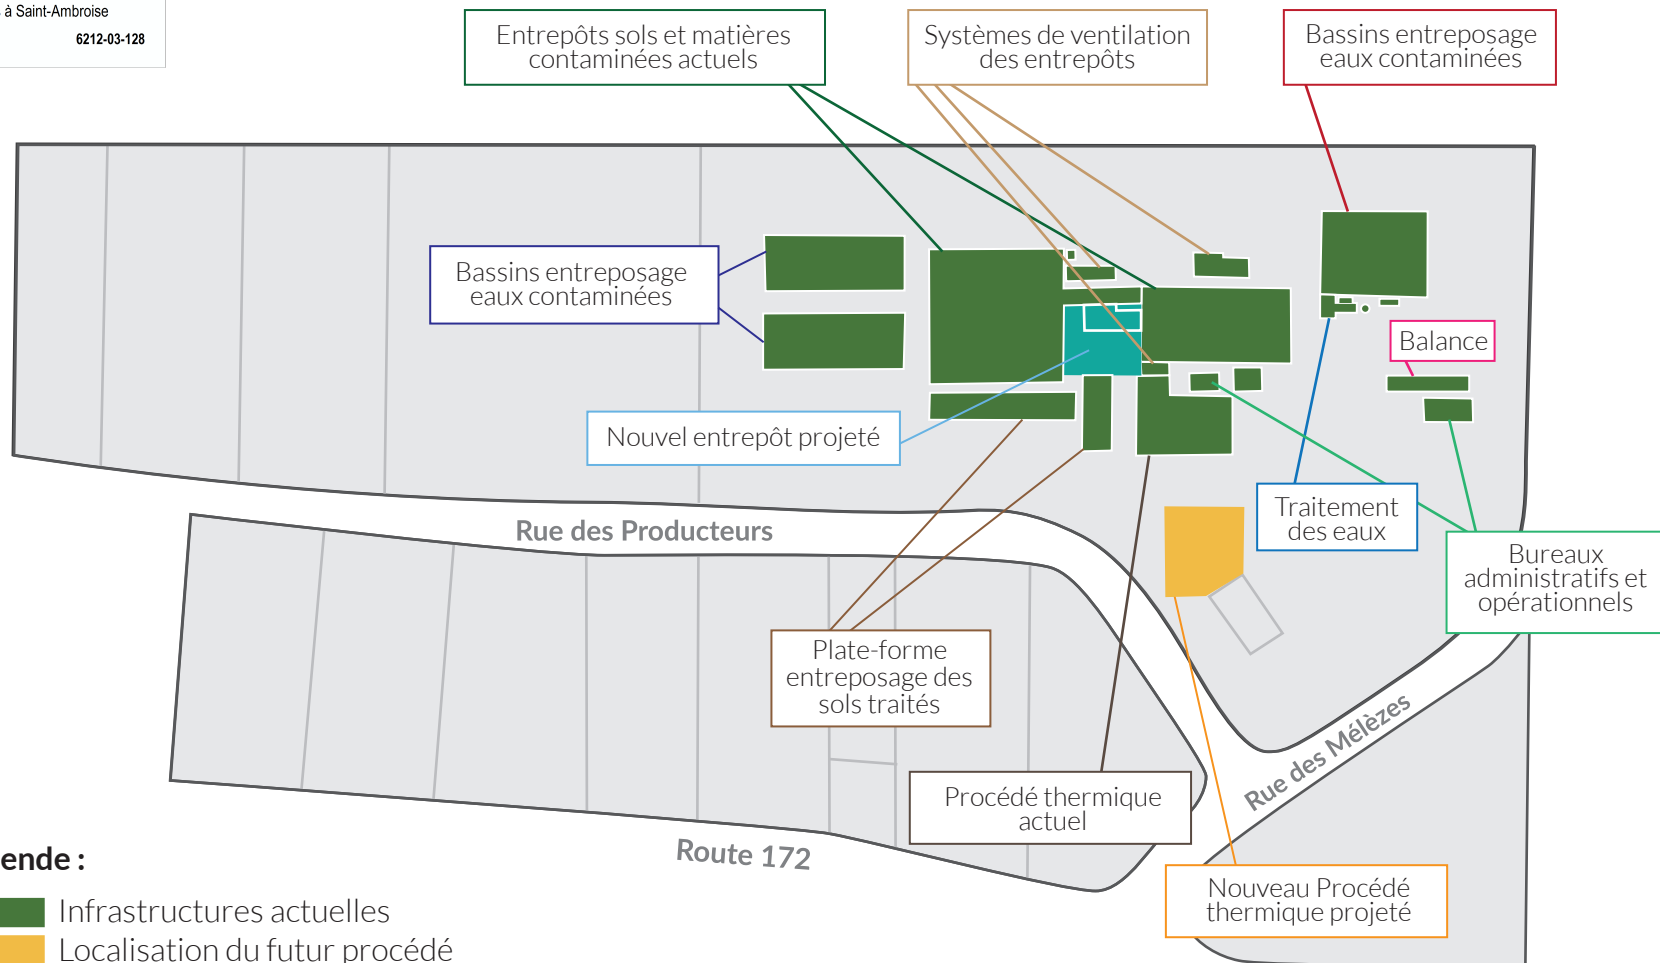 à Saint-Ambroise
6212-03-128
Entrepôts sols et matières
contaminées actuels
Systèmes de ventilation
des entrepôts
Bassins entreposage
eaux contaminées
Bassins entreposage
eaux contaminées
Balance
Nouvel entrepôt projeté
Traitement
des eaux
Rue des Producteurs
Bureaux
administratifs et
opérationnels
Plate-forme
entreposage des
sols traités
Rue des Mélèzes
Procédé thermique
actuel
Route 172
Nouveau Procédé
thermique projeté
ende :
Infrastructures actuelles
Localisation du futur procédé